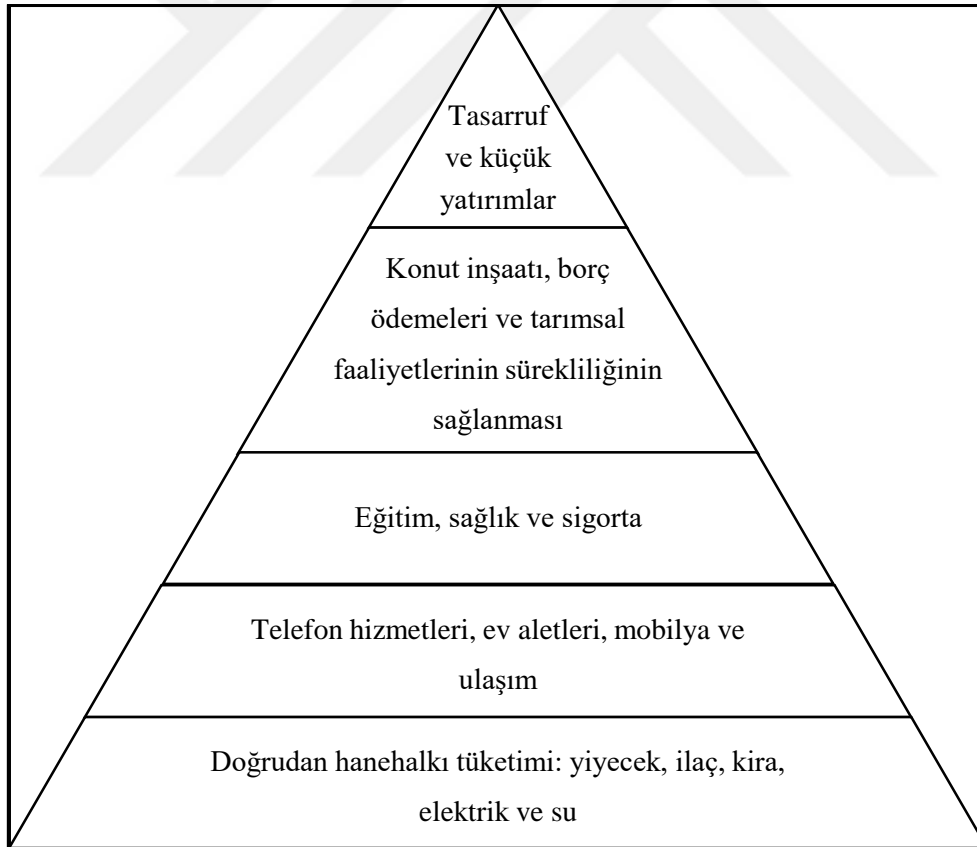 Tasarruf
ve küçük
yatırımlar
Konut inşaatı, borç
ödemeleri ve tarımsal
faaliyetlerinin sürekliliğinin
sağlanması
Eğitim, sağlık ve sigorta
Telefon hizmetleri, ev aletleri, mobilya ve
ulaşım
Doğrudan hanehalkı tüketimi: yiyecek, ilaç, kira,
elektrik ve su